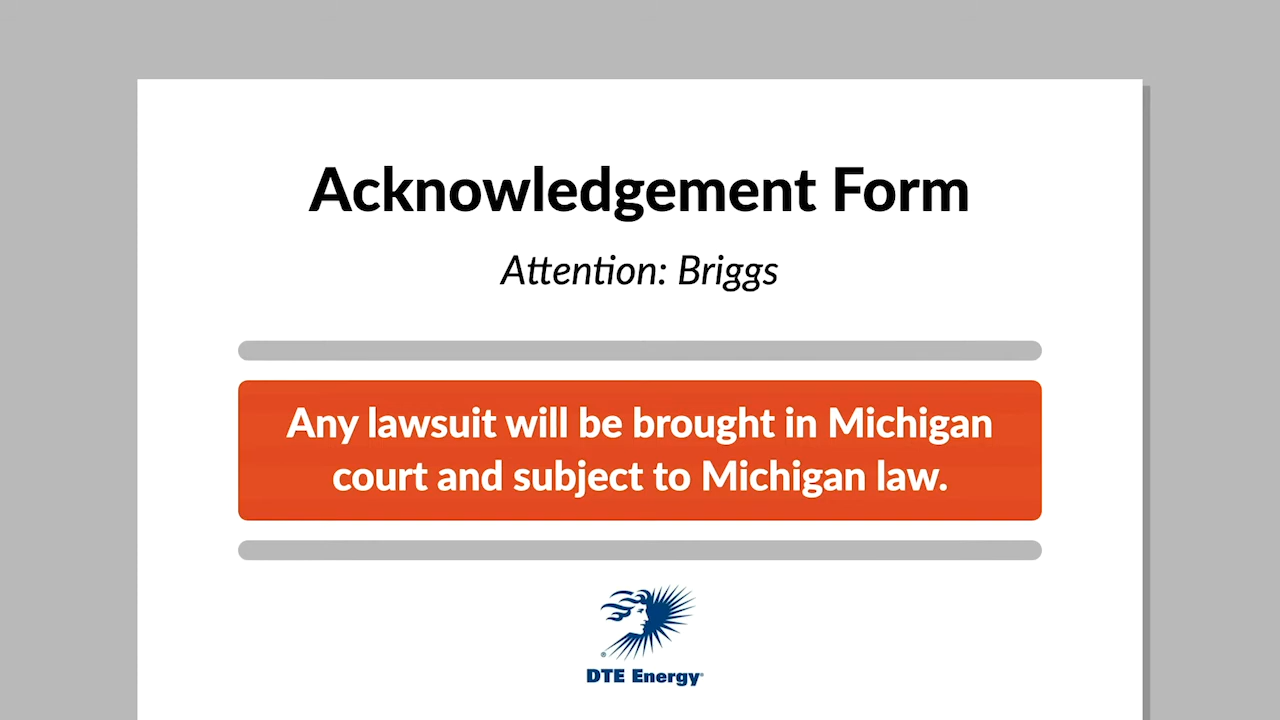 Acknowledgement Form
Attention: Briggs
Any lawsuit will be brought in Michigan
court and subject to Michigan law.
DTE Energy®